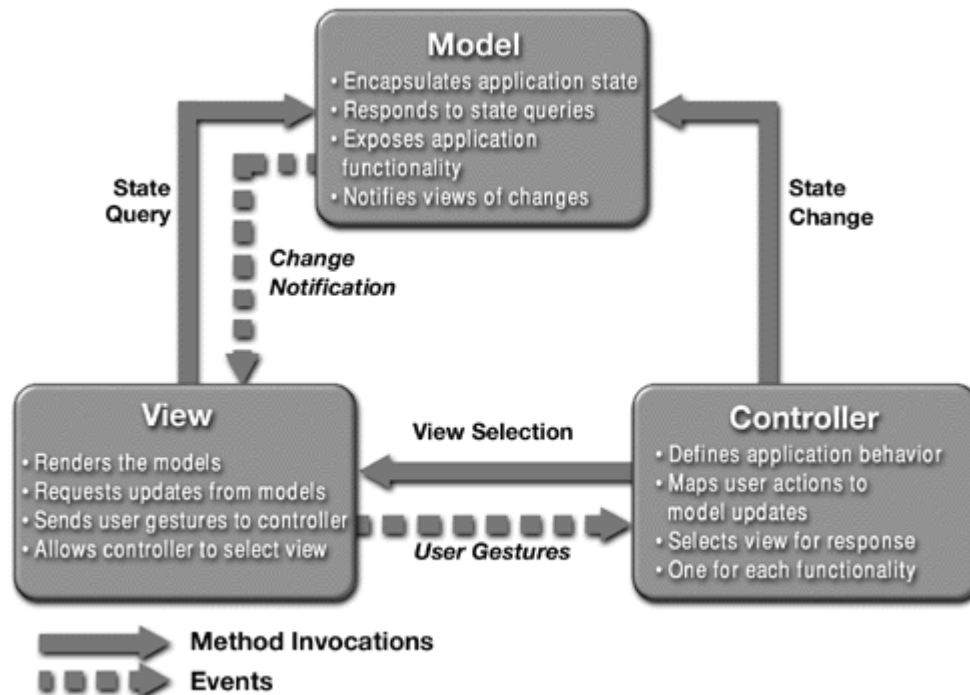 Model
• Encapsulates application state
• Responds to state queries
• Exposes application
functionality
• Notifies views of changes
State
Query
State
Change
Change
Notification
View
• Renders the models
• Requests updates from models
• Sends user gestures to controller
• Allows controller to select view
View Selection
User Gestures
Controller
• Defines application behavior
• Maps user actions to
model updates
• Selects view for response
• One for each functionality
Method Invocations
Events